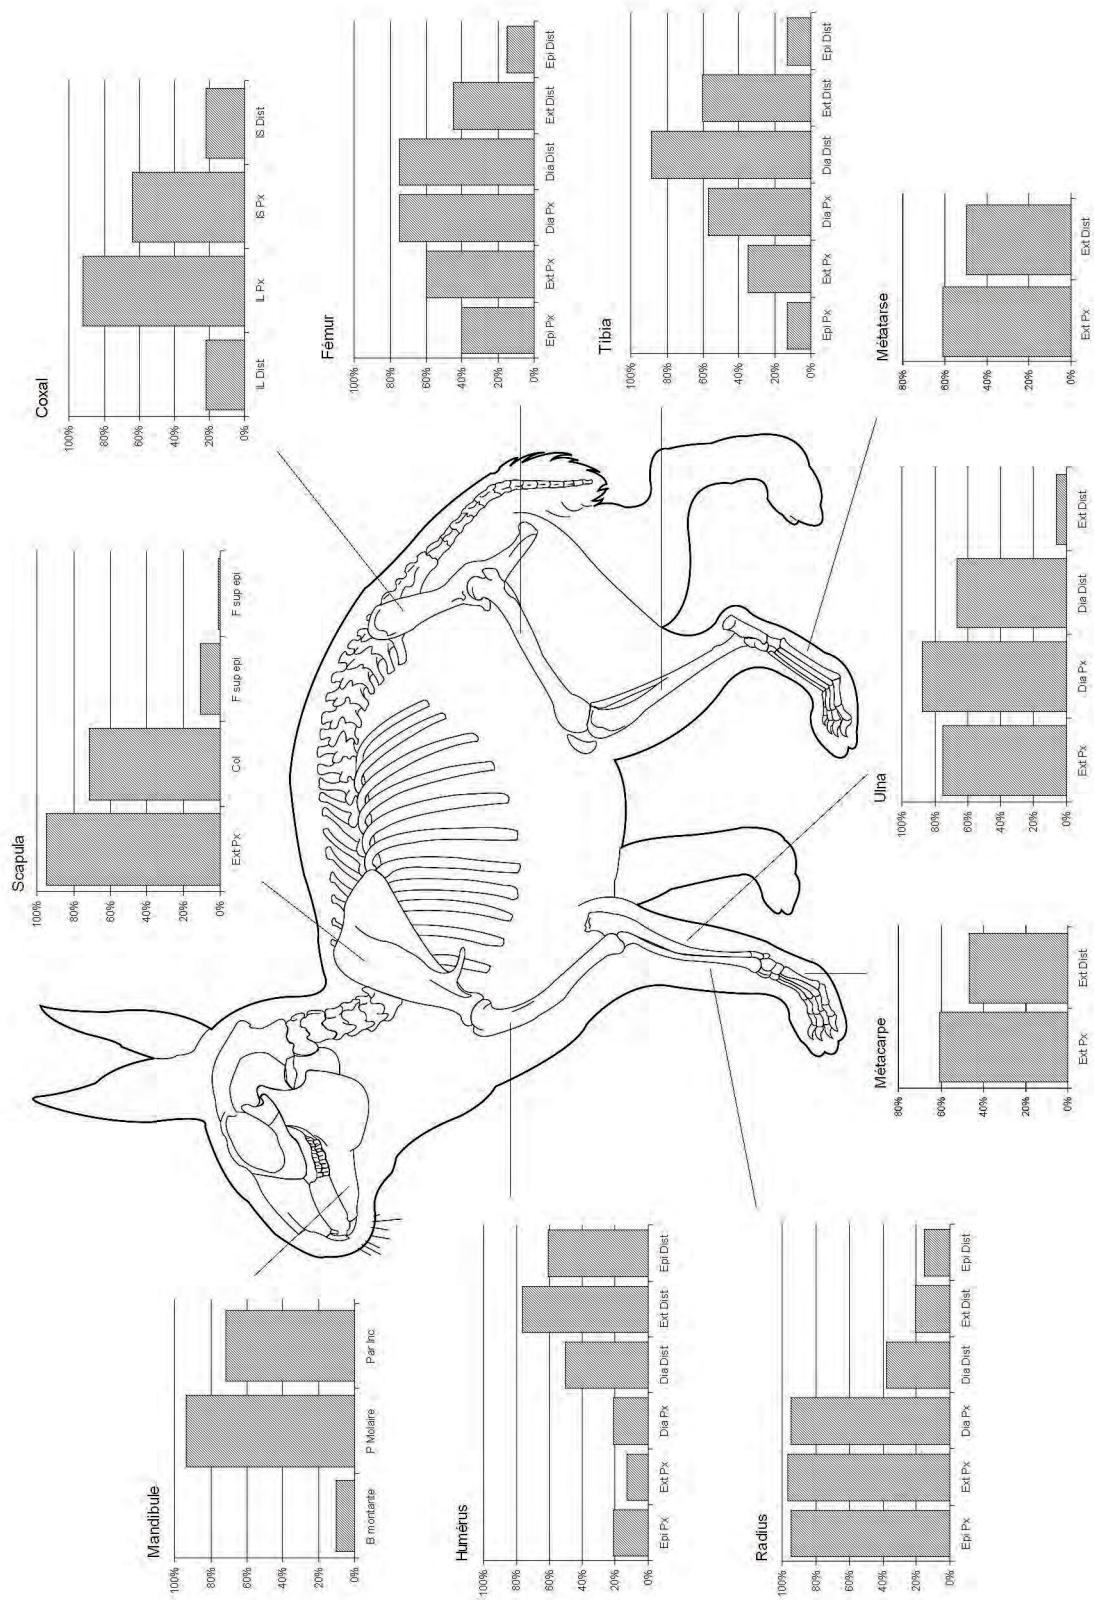 Coxal
100%
80%
60%
40%
20%
0%
IL Dist
IL Px
IS Px
IS Dist
Fémur
100%
80%
60%
40%
20%
0%
Epi Px
Ext Px
Dia Px
Dia Dist
Ext Dist
Epi Dist
Tibia
100%
80%
60%
40%
20%
0%
Epi Px
Ext Px
Dia Px
Dia Dist
Ext Dist
Epi Dist
Métatarse
80%
60%
40%
20%
0%
Ext Px
Ext Dist
Scapula
100%
80%
60%
40%
20%
0%
Ext Px
Col
F sup epi
F sup epi
Ulna
100%
80%
60%
40%
20%
0%
Ext Px
Dia Px
Dia Dist
Ext Dist
Métacarpe
80%
60%
40%
20%
0%
Ext Px
Ext Dist
Mandibule
100%
80%
60%
40%
20%
0%
B montante
P Molaire
Par Inc
Humérus
100%
80%
60%
40%
20%
0%
Epi Px
Ext Px
Dia Px
Dia Dist
Ext Dist
Epi Dist
Radius
100%
80%
60%
40%
20%
0%
Epi Px
Ext Px
Dia Px
Dia Dist
Ext Dist
Epi Dist